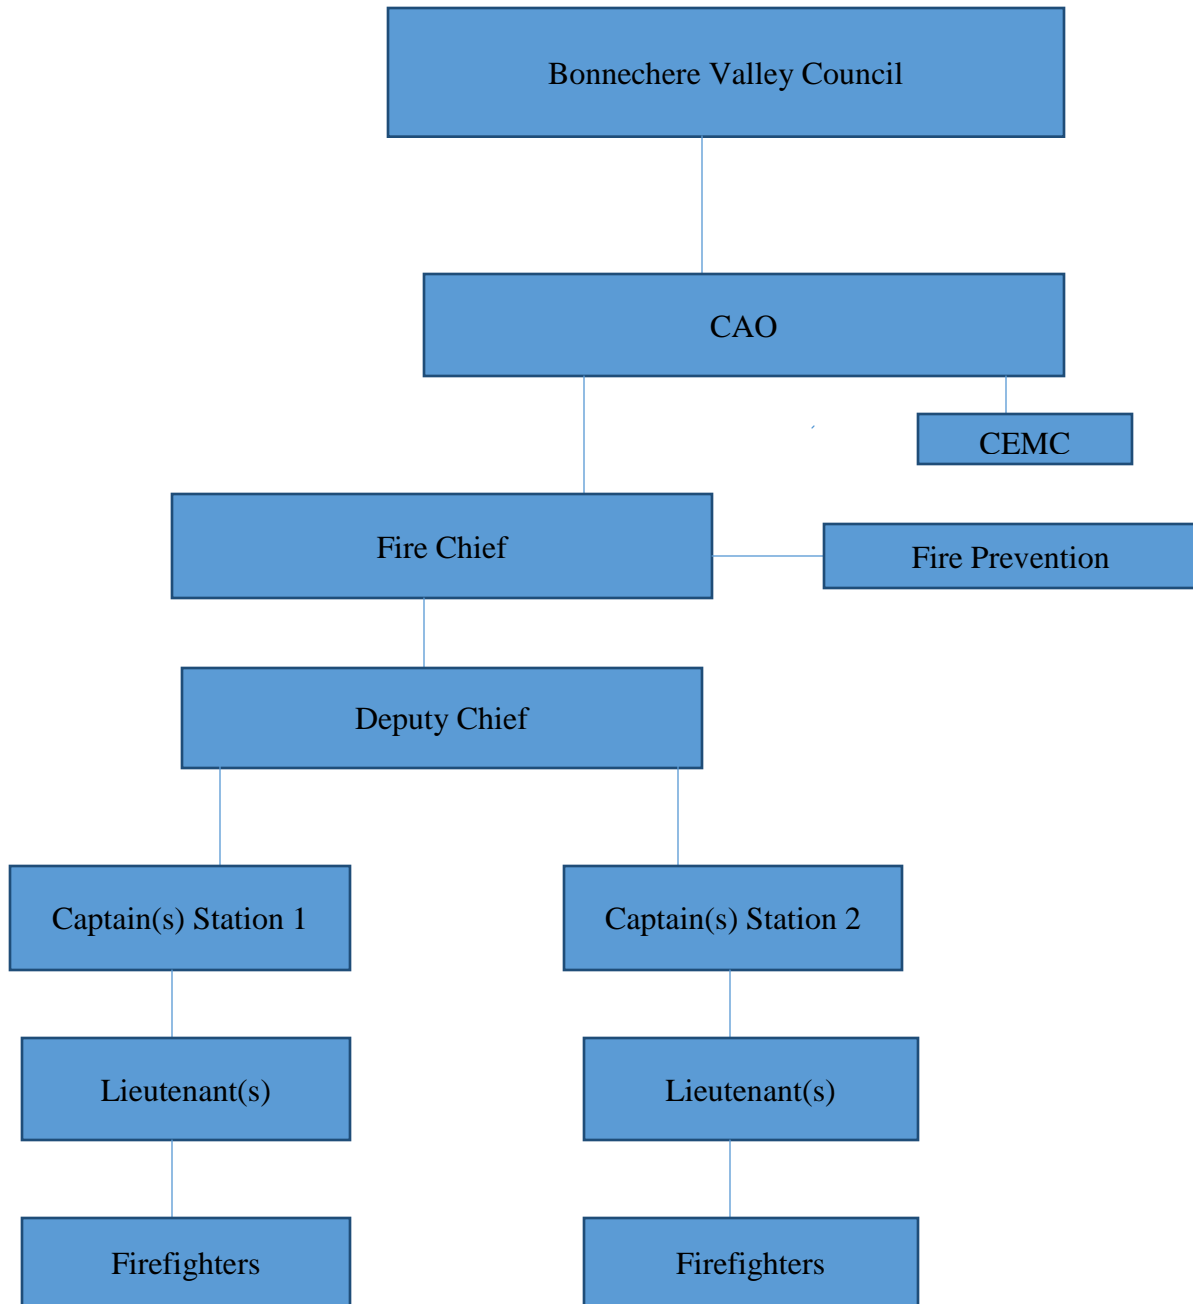 Bonnechere Valley Council
CAO
CEMC
Fire Chief
Fire Prevention
Deputy Chief
Captain(s) Station 1
Captain(s) Station 2
Lieutenant(s)
Lieutenant(s)
Firefighters
Firefighters